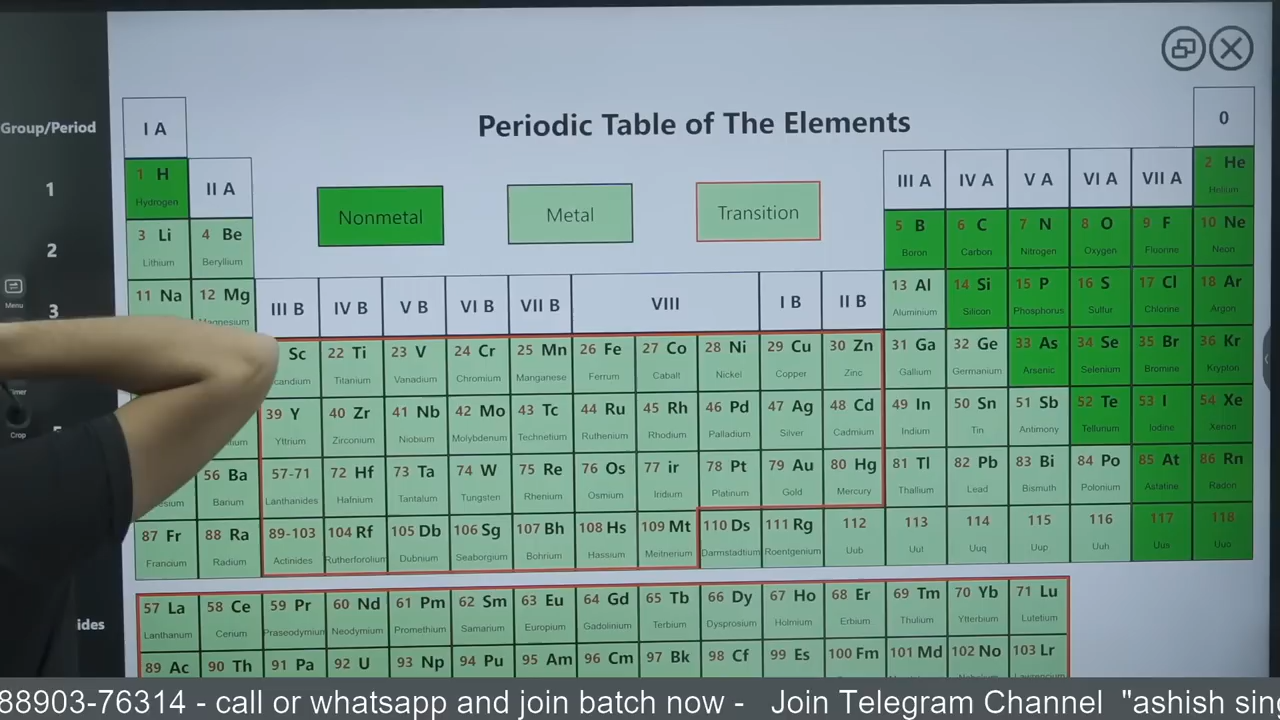 Periodic Table of The Elements
Group/Period
I A
0
1
1 H
Hydrogen
II A
Nonmetal
Metal
Transition
III A IV A V A VI A VII A
2 He
Helium
2
3 Li 4 Be
Lithium Beryllium
5 B 6 C 7 N 8 O 9 F 10 Ne
Boron Carbon Nitrogen Oxygen Fluorine Neon
Menu
3
11 Na 12 Mg
Magnesium
III B IV B V B VI B VII B VIII I B II B
13 Al 14 Si 15 P 16 S 17 Cl 18 Ar
Aluminium Silicon Phosphorus Sulfur Chlorine Argon
Sc 22 Ti 23 V 24 Cr 25 Mn 26 Fe 27 Co 28 Ni 29 Cu 30 Zn 31 Ga 32 Ge 33 As 34 Se 35 Br 36 Kr
candium Titanium Vanadium Chromium Manganese Ferrum Cabalt Nickel Copper Zinc Gallium Germanium Arsenic Selenium Bromine Krypton
Crop
39 Y 40 Zr 41 Nb 42 Mo 43 Tc 44 Ru 45 Rh 46 Pd 47 Ag 48 Cd 49 In 50 Sn 51 Sb 52 Te 53 I 54 Xe
Yttrium Zirconium Niobium Molybdenum Technetium Ruthenium Rhodium Palladium Silver Cadmium Indium Tin Antimony Tellurium Iodine Xenon
56 Ba 57-71 72 Hf 73 Ta 74 W 75 Re 76 Os 77 ir 78 Pt 79 Au 80 Hg 81 Tl 82 Pb 83 Bi 84 Po 85 At 86 Rn
Barium Lanthanides Hafnium Tantalum Tungsten Rhenium Osmium Iridium Platinum Gold Mercury Thallium Lead Bismuth Polonium Astatine Radon
87 Fr 88 Ra 89-103 104 Rf 105 Db 106 Sg 107 Bh 108 Hs 109 Mt 110 Ds 111 Rg 112 113 114 115 116 117 118
Francium Radium Actinides Rutherforolium Dubnium Seaborgium Bohrium Hassium Meitnerium Darmstadtium Roentgenium Uub Uut Uuq Uup Uuh Uus Uuo
ides
57 La 58 Ce 59 Pr 60 Nd 61 Pm 62 Sm 63 Eu 64 Gd 65 Tb 66 Dy 67 Ho 68 Er 69 Tm 70 Yb 71 Lu
Lanthanum Cerium Praseodymium Neodymium Promethium Samarium Europium Gadolinium Terbium Dysprosium Holmium Erbium Thulium Ytterbium Lutetium
89 Ac 90 Th 91 Pa 92 U 93 Np 94 Pu 95 Am 96 Cm 97 Bk 98 Cf 99 Es 100 Fm 101 Md 102 No 103 Lr
88903-76314 - call or whatsapp and join batch now - Join Telegram Channel "ashish sin